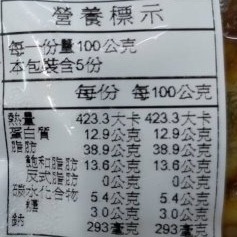 營養標示
每一份量100公克
本包裝含5份
每份 每100公克
熱量 423.3大卡 423.3大卡
蛋白質 12.9公克 12.9公克
脂肪 38.9公克 38.9公克
飽和脂肪 13.6公克 13.6公克
反式脂肪 0公克 0公克
碳水化合物 5.4公克 5.4公克
糖 3.0公克 3.0公克
鈉 293毫克 293毫克